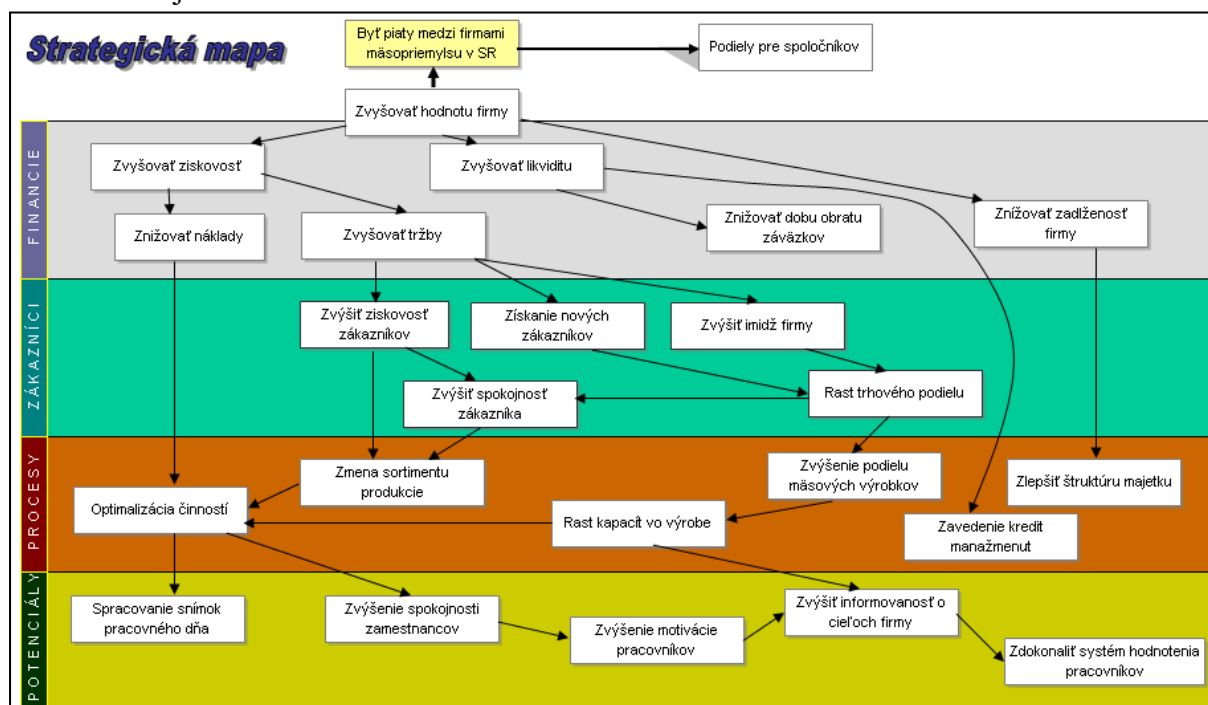 Strategická mapa
Byť piaty medzi firmami
mäsopriemylsu v SR
Podiely pre spoločníkov
Zvyšovať hodnotu firmy
FINANCIE
Zvyšovať ziskovosť
Zvyšovať likviditu
Znižovať náklady
Zvyšovať tržby
Znižovať dobu obratu
záväzkov
Znížovať zadlženosť
firmy
ZÁKAZNÍCI
Zvýšiť ziskovosť
zákazníkov
Získanie nových
zákazníkov
Zvýšiť imidž firmy
Zvýšiť spokojnosť
zákazníka
Rast trhového podielu
PROCESY
Zmena sortimentu
produkcie
Zvýšenie podielu
mäsových výrobkov
Zlepšiť štruktúru majetku
Optimalizácia činností
Rast kapacít vo výrobe
Zavedenie kredit
manažmenut
POTENCIÁLY
Spracovanie snímok
pracovného dňa
Zvýšenie spokojnosti
zamestnancov
Zvýšenie motivácie
pracovníkov
Zvýšiť informovanosť o
cieľoch firmy
Zdokonaliť systém hodnotenia
pracovníkov